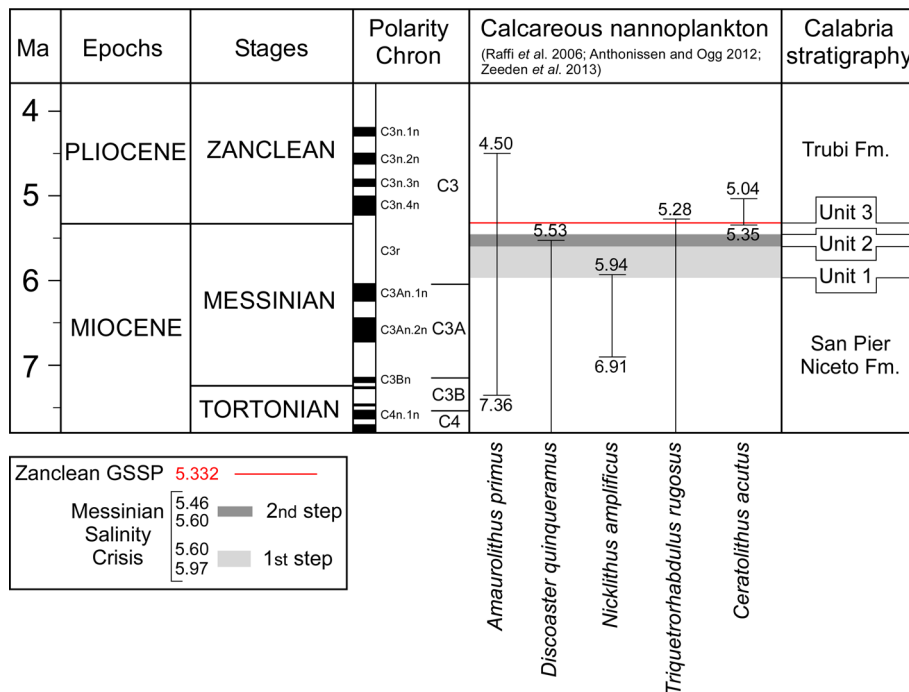 Ma
Epochs
Stages
Polarity
Chron
Calcareous nannoplankton
(Raffi et al. 2006; Anthonissen and Ogg 2012;
Zeeden et al. 2013)
Calabria
stratigraphy
4
5
6
7
PLIOCENE
MIOCENE
ZANCLEAN
MESSINIAN
TORTONIAN
C3n.1n
C3n.2n
C3n.3n
C3n.4n
C3r
C3An.1n
C3An.2n
C3Bn
C4n.1n
C3
C3A
C3B
C4
4.50
7.36
5.53
5.94
6.91
5.28
5.04
5.35
Trubi Fm.
Unit 3
Unit 2
Unit 1
San Pier
Niceto Fm.
Amaurolithus primus
Discoaster quinqueramus
Nicklithus amplificus
Triquetrorhabdulus rugosus
Ceratolithus acutus
Zanclean GSSP 5.332
Messinian
Salinity
Crisis
5.46
5.60
2nd step
5.60
5.97
1st step